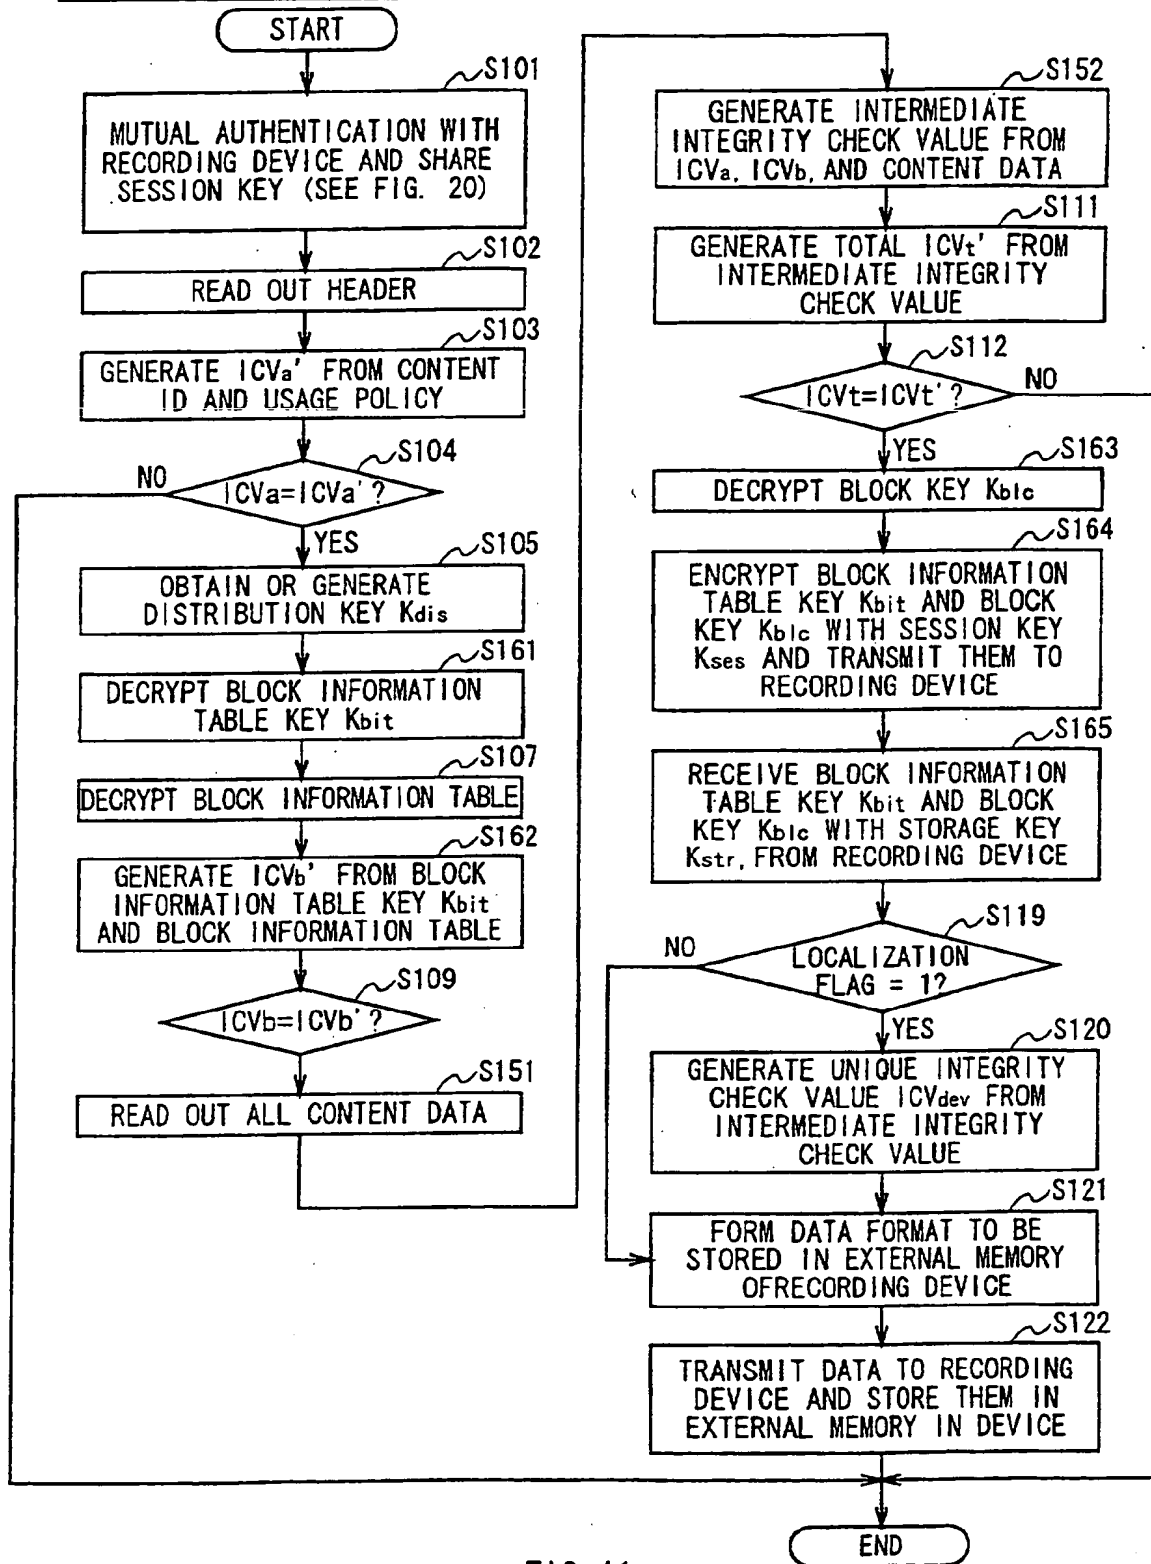 START
S101
MUTUAL AUTHENTICATION WITH
RECORDING DEVICE AND SHARE
SESSION KEY (SEE FIG. 20)
S102
READ OUT HEADER
S103
GENERATE ICVa' FROM CONTENT
ID AND USAGE POLICY
S104
ICVa=ICVa'?
NO
YES
S105
OBTAIN OR GENERATE
DISTRIBUTION KEY Kdis
S161
DECRYPT BLOCK INFORMATION
TABLE KEY Kbit
S107
DECRYPT BLOCK INFORMATION TABLE
S162
GENERATE ICVb' FROM BLOCK
INFORMATION TABLE KEY Kbit
AND BLOCK INFORMATION TABLE
S109
ICVb=ICVb'?
S151
READ OUT ALL CONTENT DATA
S152
GENERATE INTERMEDIATE
INTEGRITY CHECK VALUE FROM
ICVa, ICVb, AND CONTENT DATA
S111
GENERATE TOTAL ICVt' FROM
INTERMEDIATE INTEGRITY
CHECK VALUE
S112
ICVt=ICVt'?
NO
YES
S163
DECRYPT BLOCK KEY Kblc
S164
ENCRYPT BLOCK INFORMATION
TABLE KEY Kbit AND BLOCK
KEY Kblc WITH SESSION KEY
Kses AND TRANSMIT THEM TO
RECORDING DEVICE
S165
RECEIVE BLOCK INFORMATION
TABLE KEY Kbit AND BLOCK
KEY Kblc WITH STORAGE KEY
Kstr, FROM RECORDING DEVICE
S119
LOCALIZATION
FLAG = 1?
NO
YES
S120
GENERATE UNIQUE INTEGRITY
CHECK VALUE ICVdev FROM
INTERMEDIATE INTEGRITY
CHECK VALUE
S121
FORM DATA FORMAT TO BE
STORED IN EXTERNAL MEMORY
OFRECORDING DEVICE
S122
TRANSMIT DATA TO RECORDING
DEVICE AND STORE THEM IN
EXTERNAL MEMORY IN DEVICE
END